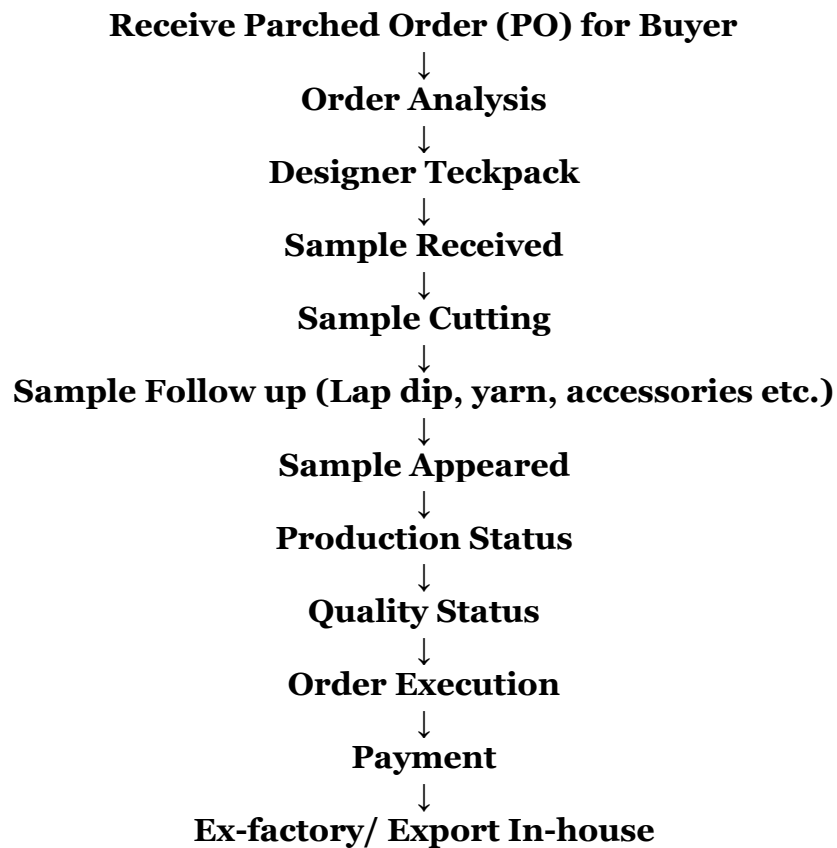 Receive Parched Order (PO) for Buyer
↓
Order Analysis
↓
Designer Teckpack
↓
Sample Received
↓
Sample Cutting
↓
Sample Follow up (Lap dip, yarn, accessories etc.)
↓
Sample Appeared
↓
Production Status
↓
Quality Status
↓
Order Execution
↓
Payment
↓
Ex-factory/ Export In-house